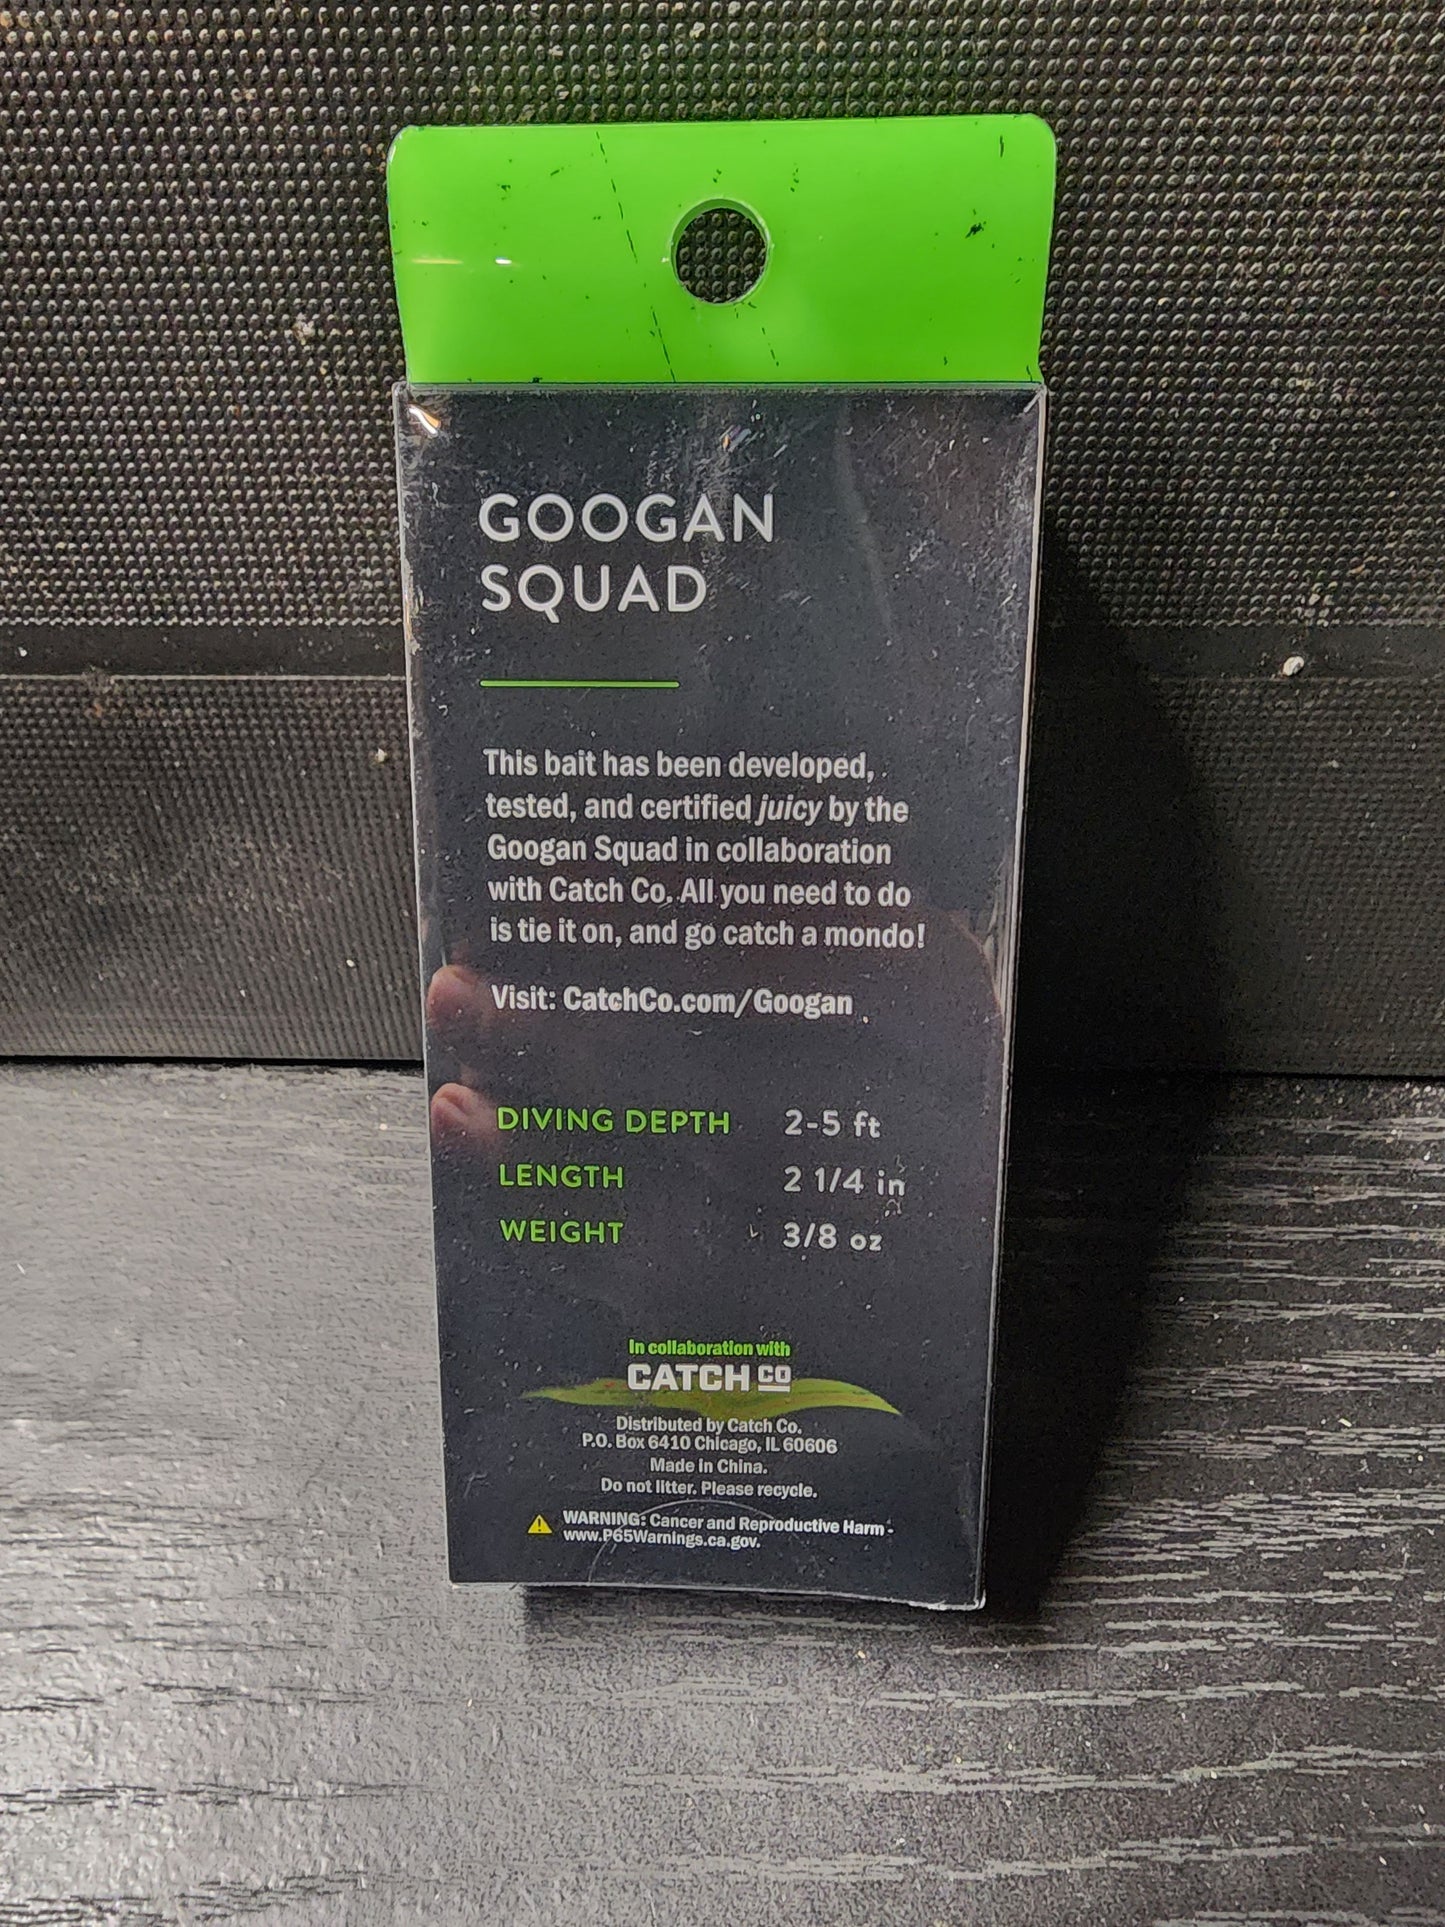 GOOGAN
SQUAD
This bait has been developed,
tested, and certified juicy by the
Googan Squad in collaboration
with Catch Co. All you need to do
is tie it on, and go catch a mondo!
Visit: CatchCo.com/Googan
DIVING DEPTH 2-5 ft
LENGTH 2 1/4 in
WEIGHT 3/8 oz
In collaboration with
CATCH CO
Distributed by Catch Co.
P.O. Box 6410 Chicago, IL 60606
Made in China.
Do not litter. Please recycle.
WARNING: Cancer and Reproductive Harm -
www.P65Warnings.ca.gov.